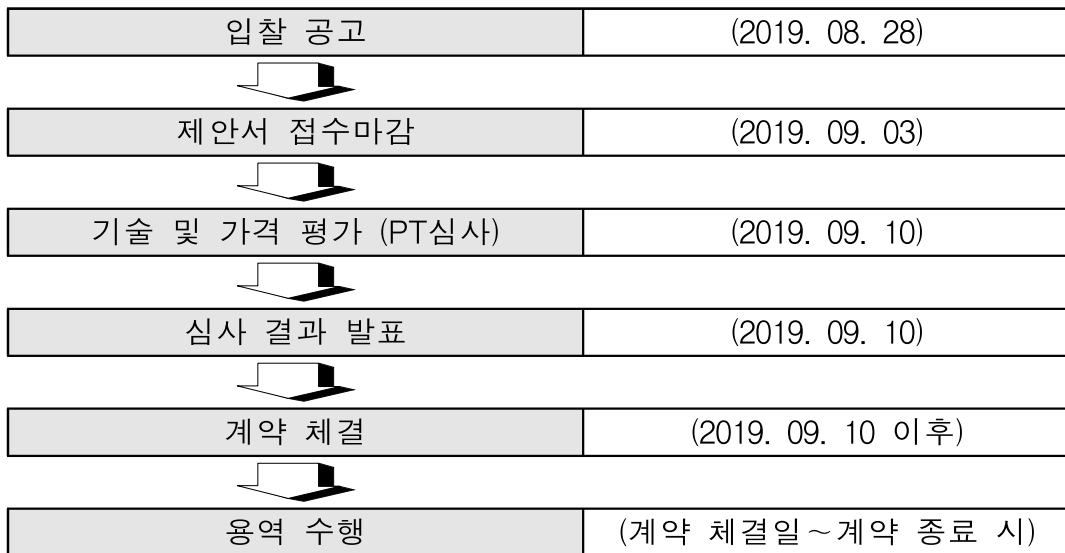 입찰 공고 (2019. 08. 28)
제안서 접수마감 (2019. 09. 03)
기술 및 가격 평가 (PT심사) (2019. 09. 10)
심사 결과 발표 (2019. 09. 10)
계약 체결 (2019. 09. 10 이후)
용역 수행 (계약 체결일~계약 종료 시)